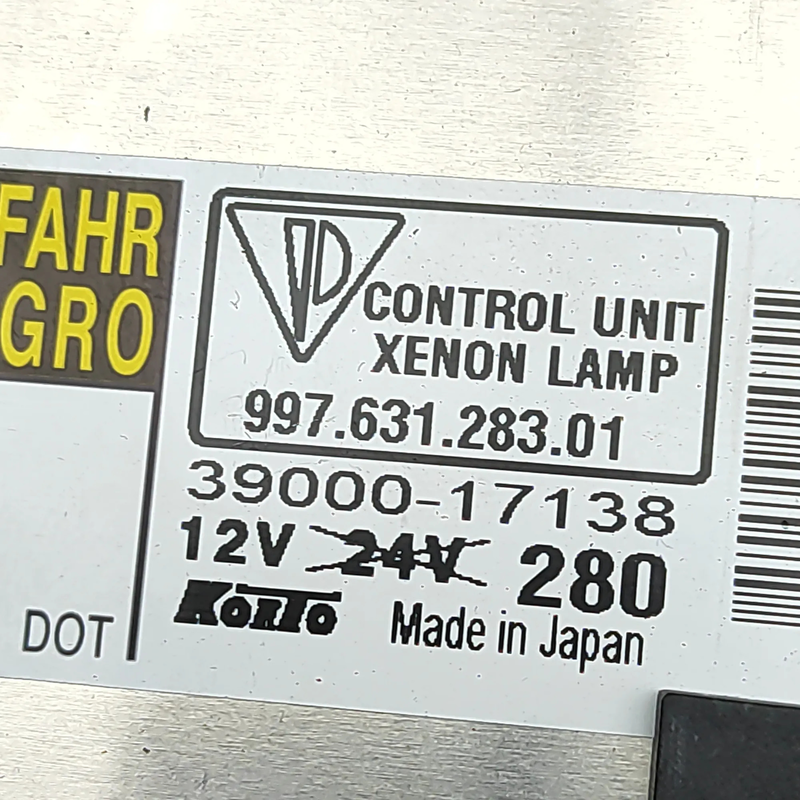 FAHR
GRO
CONTROL UNIT
XENON LAMP
997.631.283.01
39000-17138
12V 24V 280
KOITO
Made in Japan
DOT